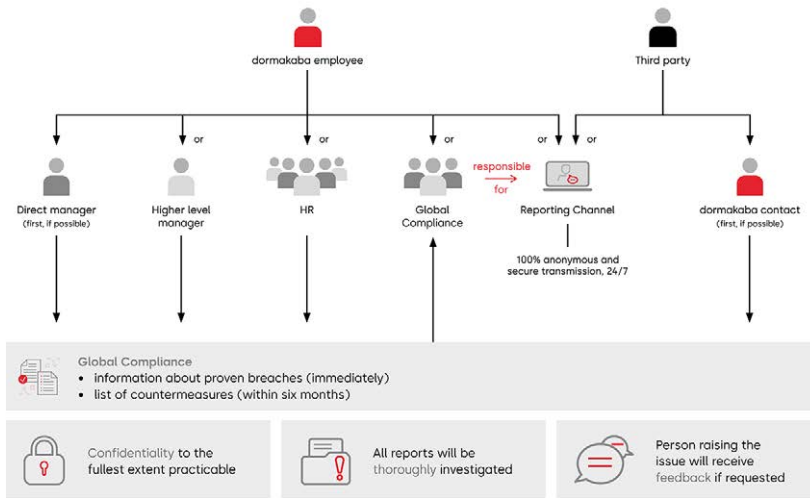 dormakaba employee
Third party
or
or
or
or
or
responsible
for
Direct manager
(first, if possible)
Higher level
manager
HR
Global
Compliance
Reporting Channel
dormakaba contact
(first, if possible)
100% anonymous and
secure transmission, 24/7
Global Compliance
• information about proven breaches (immediately)
• list of countermeasures (within six months)
Confidentiality to the
fullest extent practicable
All reports will be
thoroughly investigated
Person raising the
issue will receive
feedback if requested